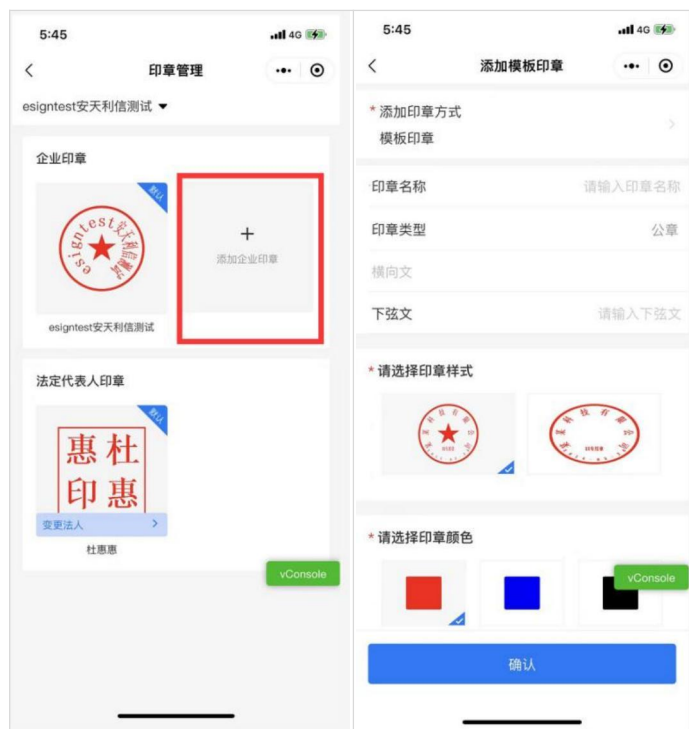 5:45
4G
印章管理
esigntest安天利信测试
企业印章
默认
esigntest安天利信测试
+
添加企业印章
esigntest安天利信测试
法定代表人印章
默认
惠杜
印惠
变更法人
杜惠惠
vConsole
5:45
4G
添加模板印章
* 添加印章方式
模板印章
印章名称 请输入印章名称
印章类型 公章
横向文
下弦文 请输入下弦文
* 请选择印章样式
* 请选择印章颜色
vConsole
确认